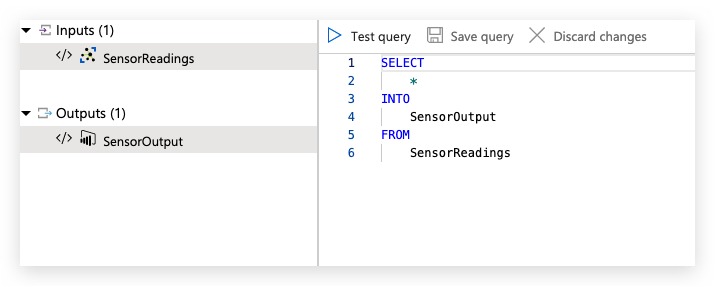 Inputs (1)
</> SensorReadings
Outputs (1)
</> SensorOutput
Test query Save query Discard changes
1 SELECT
2 *
3 INTO
4 SensorOutput
5 FROM
6 SensorReadings